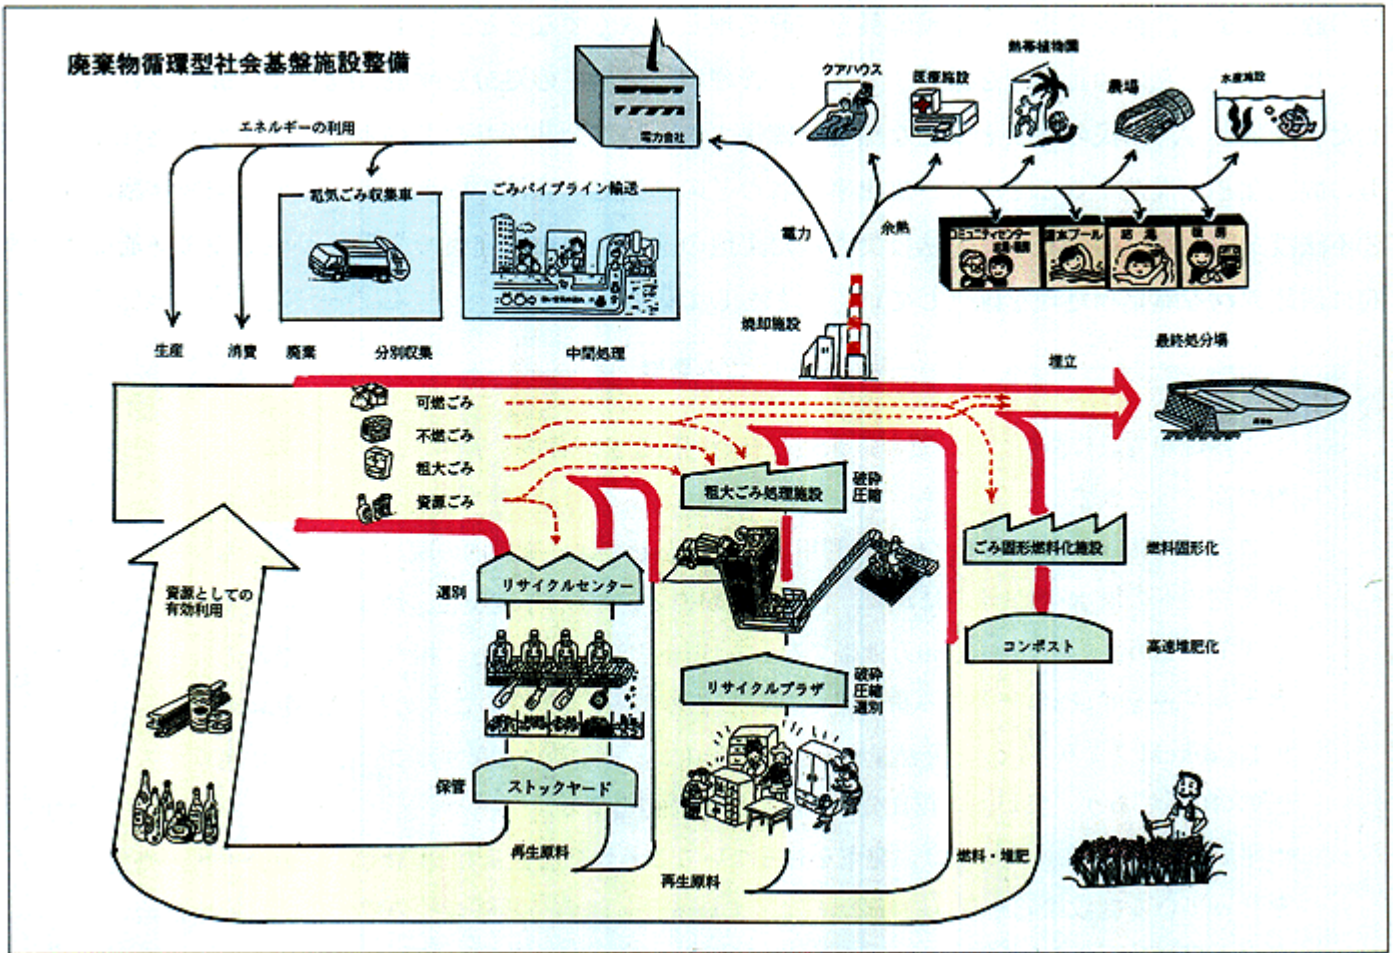 廃棄物循環型社会基盤施設整備
エネルギーの利用
電力会社
クアハウス
医療施設
熱帯植物園
農場
水産施設
電気ごみ収集車
ごみパイプライン輸送
電力
余熱
コミュニティセンター
温水プール
浴場
暖房
焼却施設
生産
消費
廃棄
分別収集
中間処理
埋立
最終処分場
可燃ごみ
不燃ごみ
粗大ごみ
資源ごみ
粗大ごみ処理施設
破砕
圧縮
ごみ固形燃料化施設
燃料固形化
選別
リサイクルセンター
資源としての
有効利用
コンポスト
高速堆肥化
リサイクルプラザ
破砕
圧縮
選別
保管
ストックヤード
再生原料
再生原料
燃料・堆肥